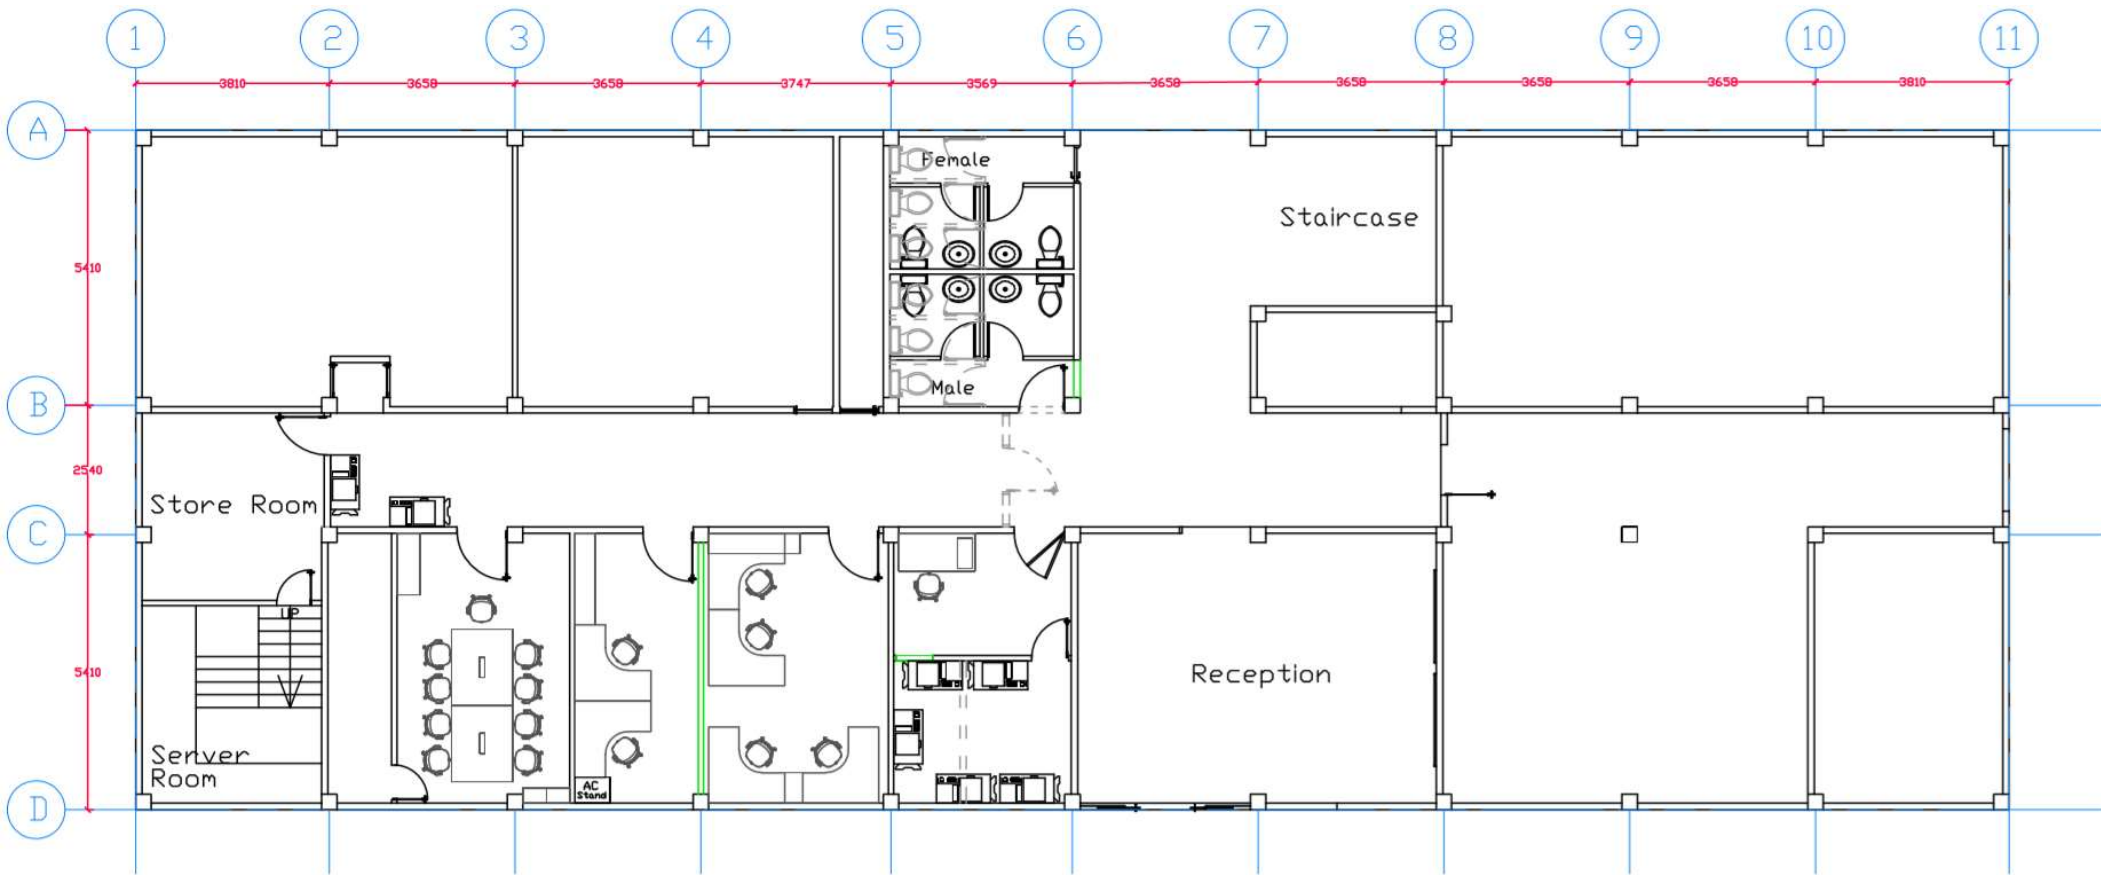 1 2 3 4 5 6 7 8 9 10 11
3810 3658 3658 3747 3569 3658 3658 3658 3658 3810
A
Female
Staircase
5410
Male
B
2540
Store Room
C
UP
5410
Reception
Server
Room
AC
Stand
D